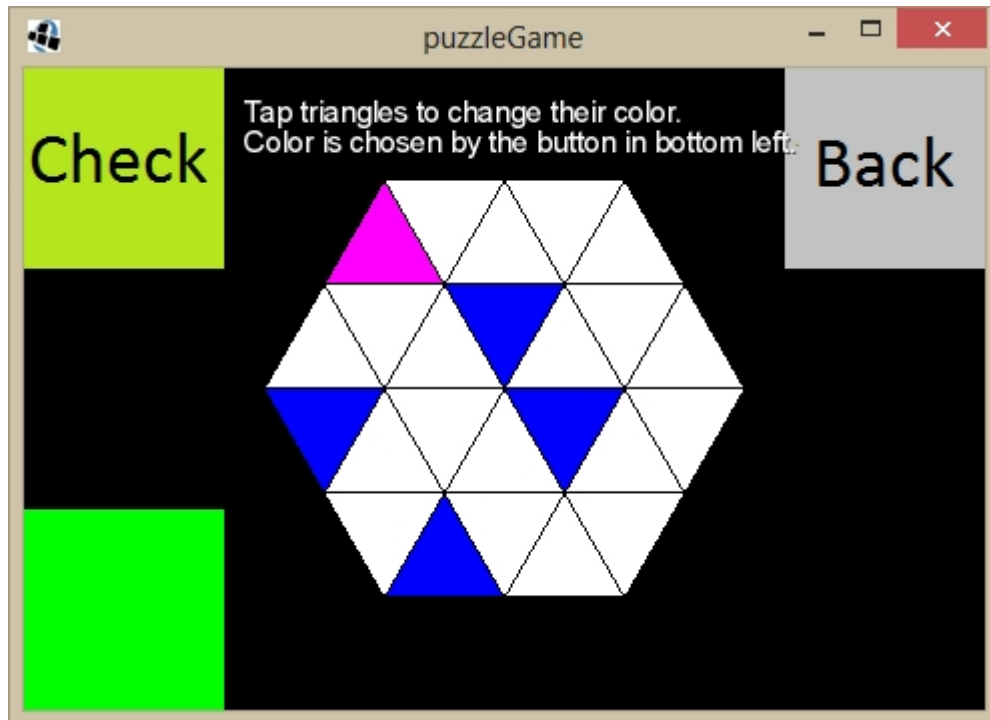 puzzleGame
Check
Tap triangles to change their color.
Color is chosen by the button in bottom left.
Back